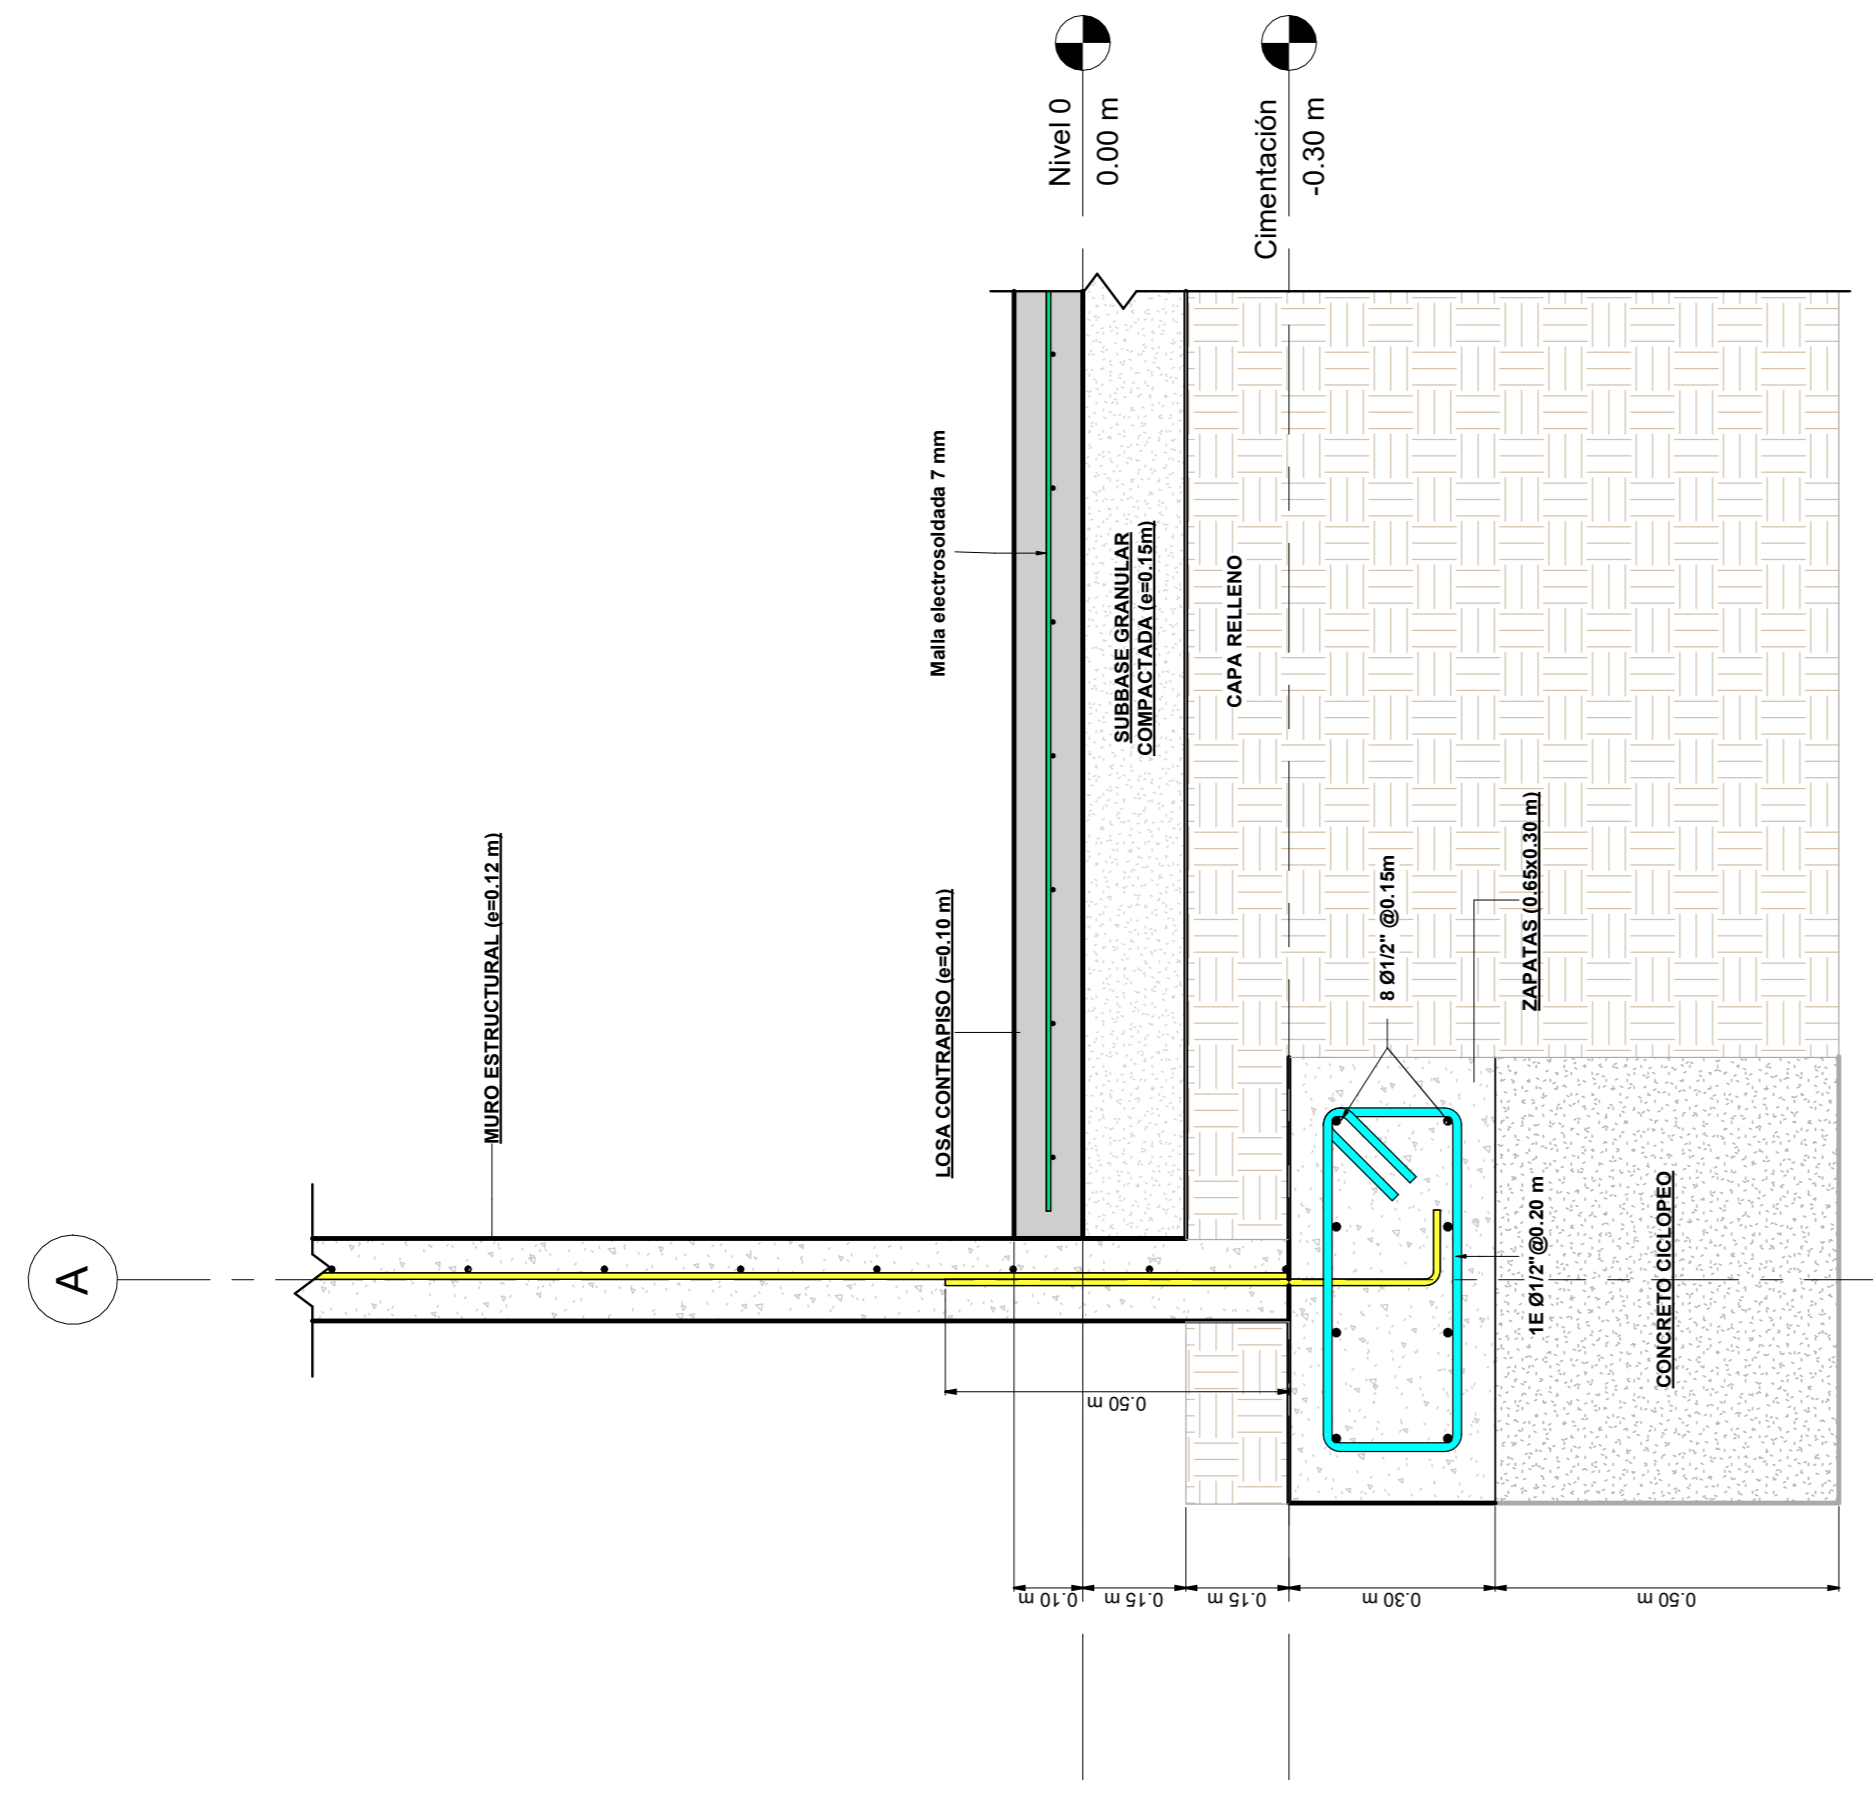 A
Nivel 0
0.00 m
Cimentación
-0.30 m
Malla electrosoldada 7 mm
SUBBASE GRANULAR
COMPACTADA (e=0.15m)
CAPA RELLENO
MURO ESTRUCTURAL (e=0.12 m)
LOSA CONTRAPISO (e=0.10 m)
8 Ø1/2" @0.15m
ZAPATAS (0.65x0.30 m)
1E Ø1/2"@0.20 m
CONCRETO CICLOPEO
0.50 m
0.10 m
0.15 m
0.15 m
0.30 m
0.50 m